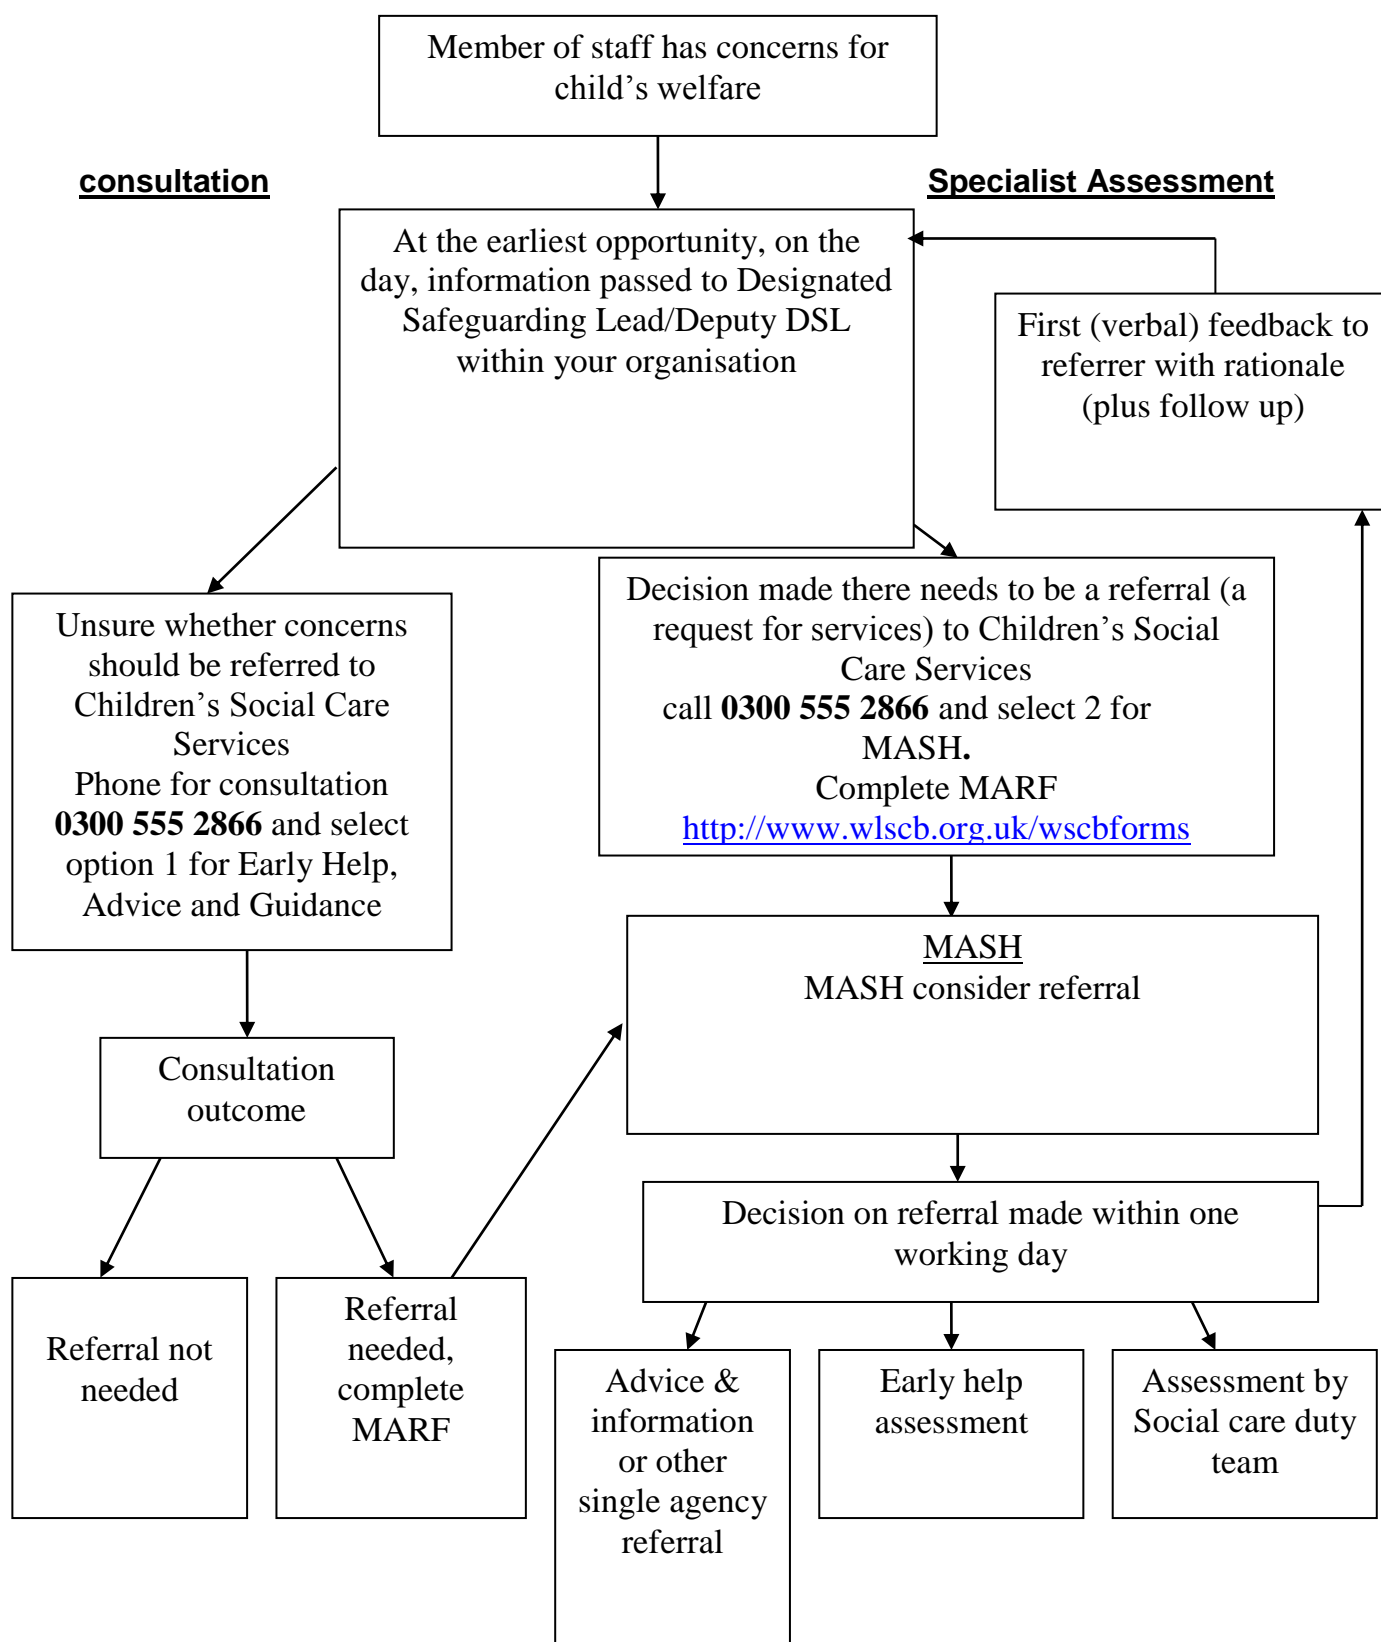 Member of staff has concerns for
child’s welfare
consultation
Specialist Assessment
At the earliest opportunity, on the
day, information passed to Designated
Safeguarding Lead/Deputy DSL
within your organisation
First (verbal) feedback to
referrer with rationale
(plus follow up)
Unsure whether concerns
should be referred to
Children’s Social Care
Services
Phone for consultation
0300 555 2866 and select
option 1 for Early Help,
Advice and Guidance
Decision made there needs to be a referral (a
request for services) to Children’s Social
Care Services
call 0300 555 2866 and select 2 for
MASH.
Complete MARF
http://www.wlscb.org.uk/wscbforms
MASH
MASH consider referral
Consultation
outcome
Decision on referral made within one
working day
Referral not
needed
Referral
needed,
complete
MARF
Advice &
information
or other
single agency
referral
Early help
assessment
Assessment by
Social care duty
team